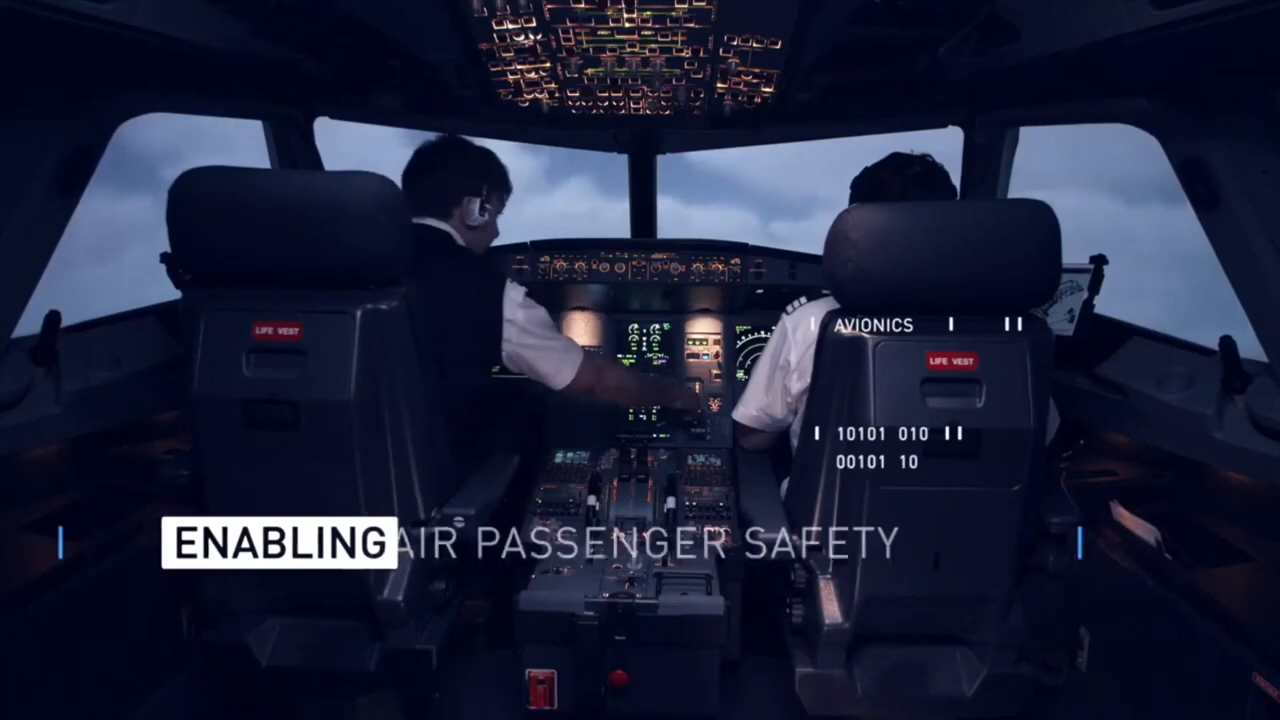 LIFE VEST
AVIONICS
LIFE VEST
10101 010
00101 10
ENABLING AIR PASSENGER SAFETY